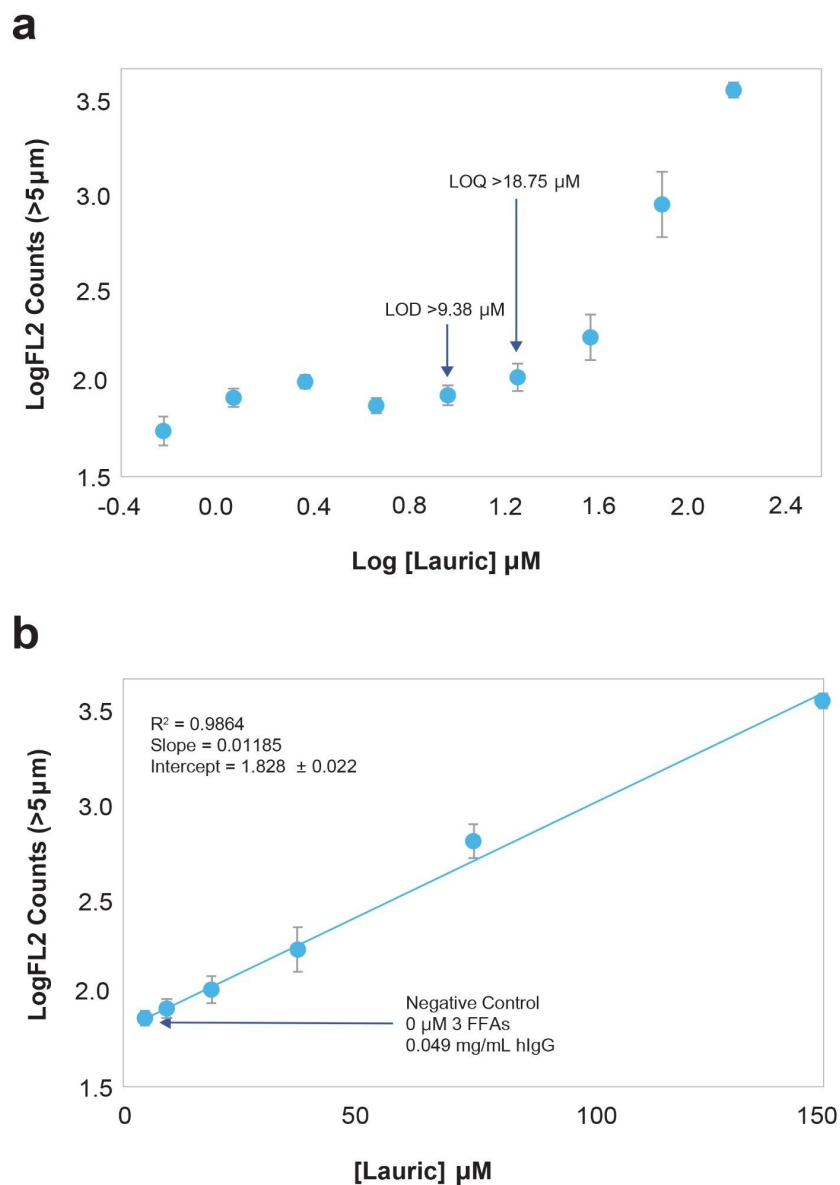 a
LogFL2 Counts (>5µm)
3.5
3.0
2.5
2.0
1.5
LOQ >18.75 µM
LOD >9.38 µM
-0.4 0.0 0.4 0.8 1.2 1.6 2.0 2.4
Log [Lauric] µM
b
LogFL2 Counts (>5µm)
3.5
3.0
2.5
2.0
1.5
R² = 0.9864
Slope = 0.01185
Intercept = 1.828 ± 0.022
Negative Control
0 µM 3 FFAs
0.049 mg/mL hIgG
0 50 100 150
[Lauric] µM